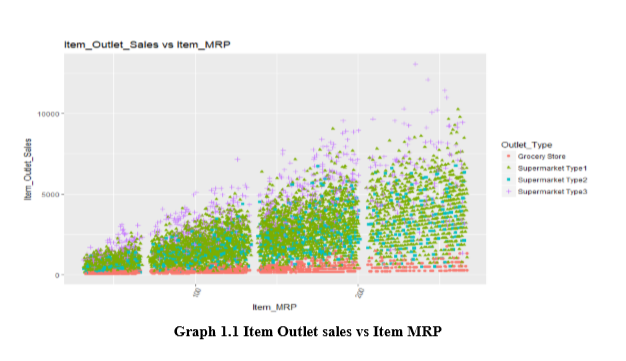 Item_Outlet_Sales vs Item_MRP
10000
5000
0
Item_Outlet_Sales
100
200
Item_MRP
Outlet_Type
Grocery Store
Supermarket Type1
Supermarket Type2
Supermarket Type3
Graph 1.1 Item Outlet sales vs Item MRP